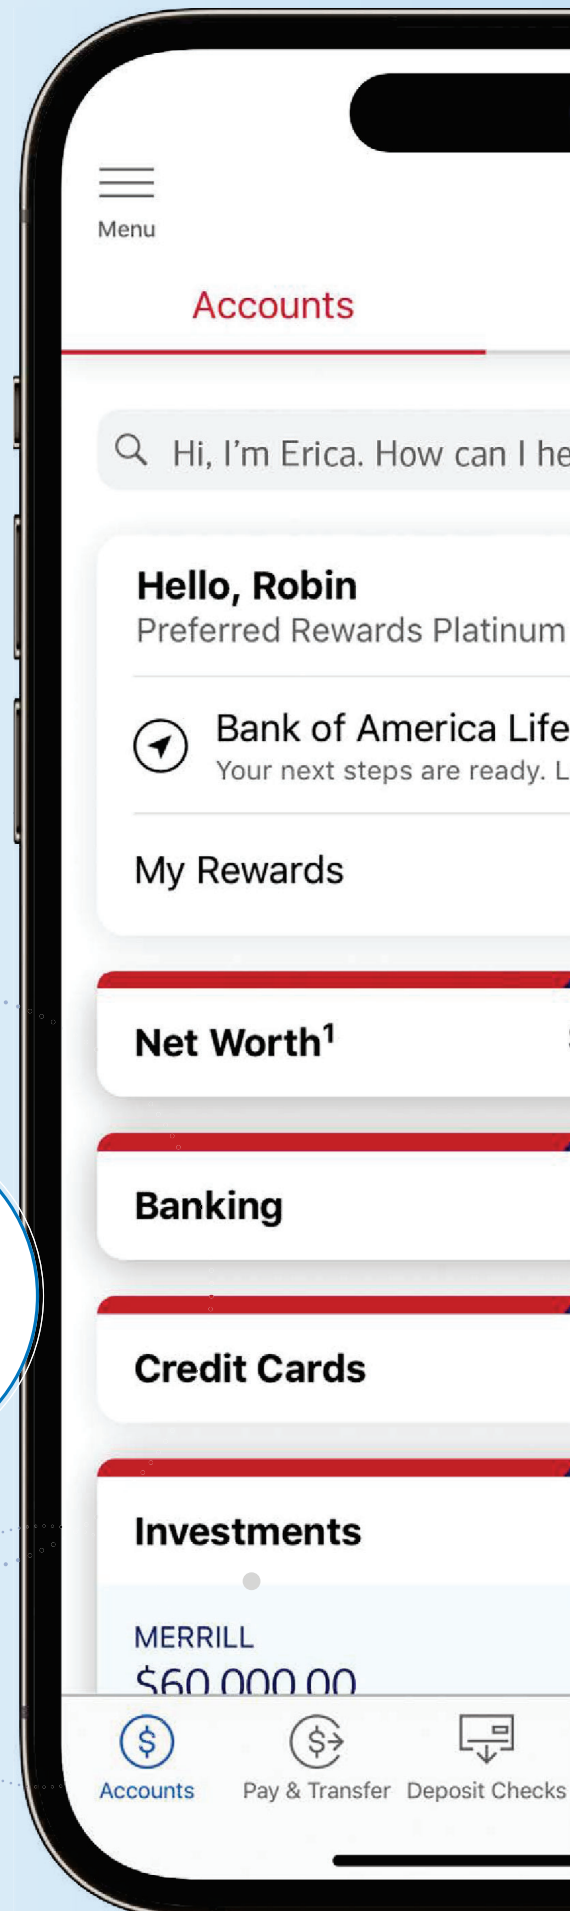 Menu
Accounts
Hi, I'm Erica. How can I he
Hello, Robin
Preferred Rewards Platinum
Bank of America Life
Your next steps are ready. L
My Rewards
Net Worth¹
Banking
Credit Cards
Investments
MERRILL
$60,000.00
Accounts Pay & Transfer Deposit Checks